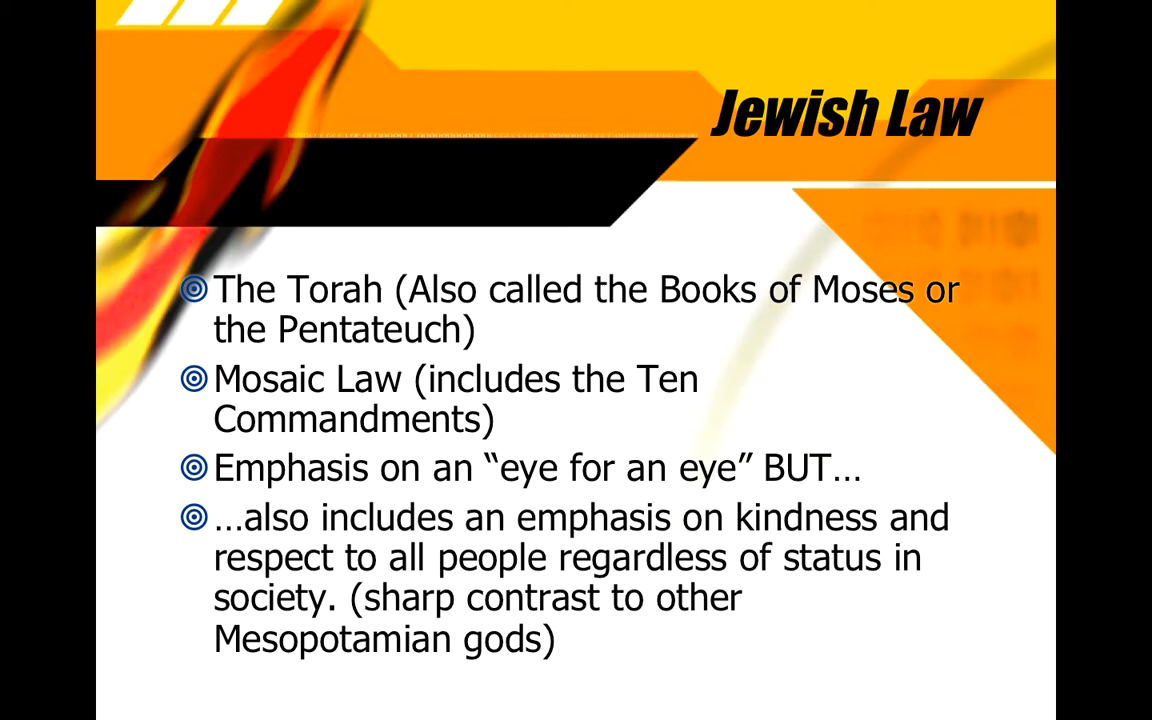 Jewish Law
The Torah (Also called the Books of Moses or
the Pentateuch)
Mosaic Law (includes the Ten
Commandments)
Emphasis on an “eye for an eye” BUT…
…also includes an emphasis on kindness and
respect to all people regardless of status in
society. (sharp contrast to other
Mesopotamian gods)